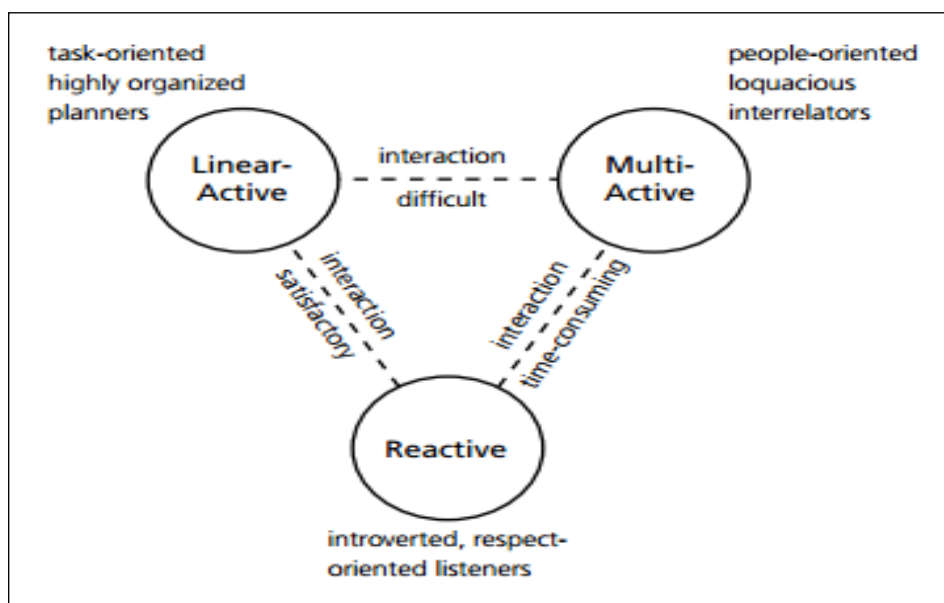 task-oriented
highly organized
planners
people-oriented
loquacious
interrelators
Linear-
Active
interaction
difficult
Multi-
Active
interaction
satisfactory
interaction
time-consuming
Reactive
introverted, respect-
oriented listeners